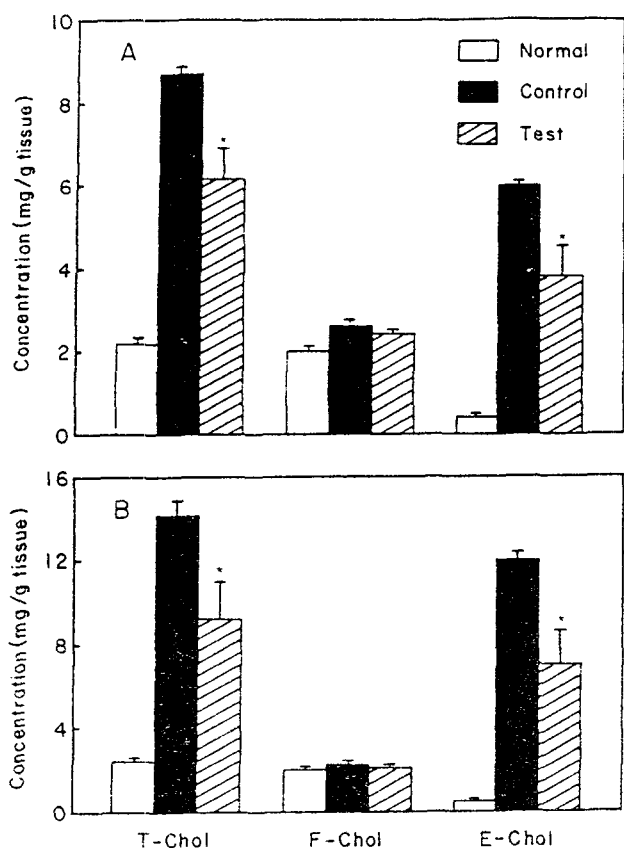 A
Normal
Control
Test
Concentration (mg/g tissue)
10
8
6
4
2
0
*
*
B
Concentration (mg/g tissue)
16
12
8
4
0
*
*
T-Chol F-Chol E-Chol